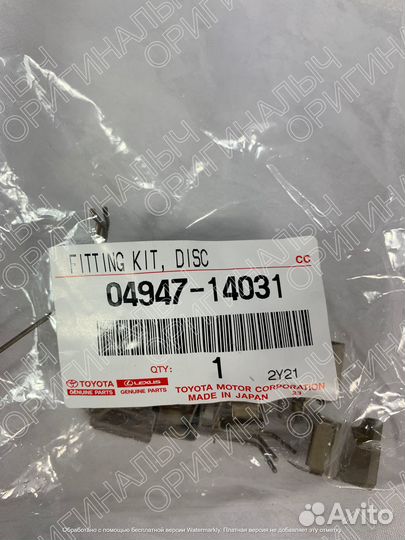 FITTING KIT, DISC CC
04947-14031
QTY: 1 2Y21
TOYOTA LEXUS TOYOTA MOTOR CORPORATION
GENUINE PARTS GENUINE PARTS MADE IN JAPAN 33
ОРИГИНАЛЫЧ
Avito
Обработано с помощью бесплатной версии Watermarkly. Платная версия не добавляет эту отметку.